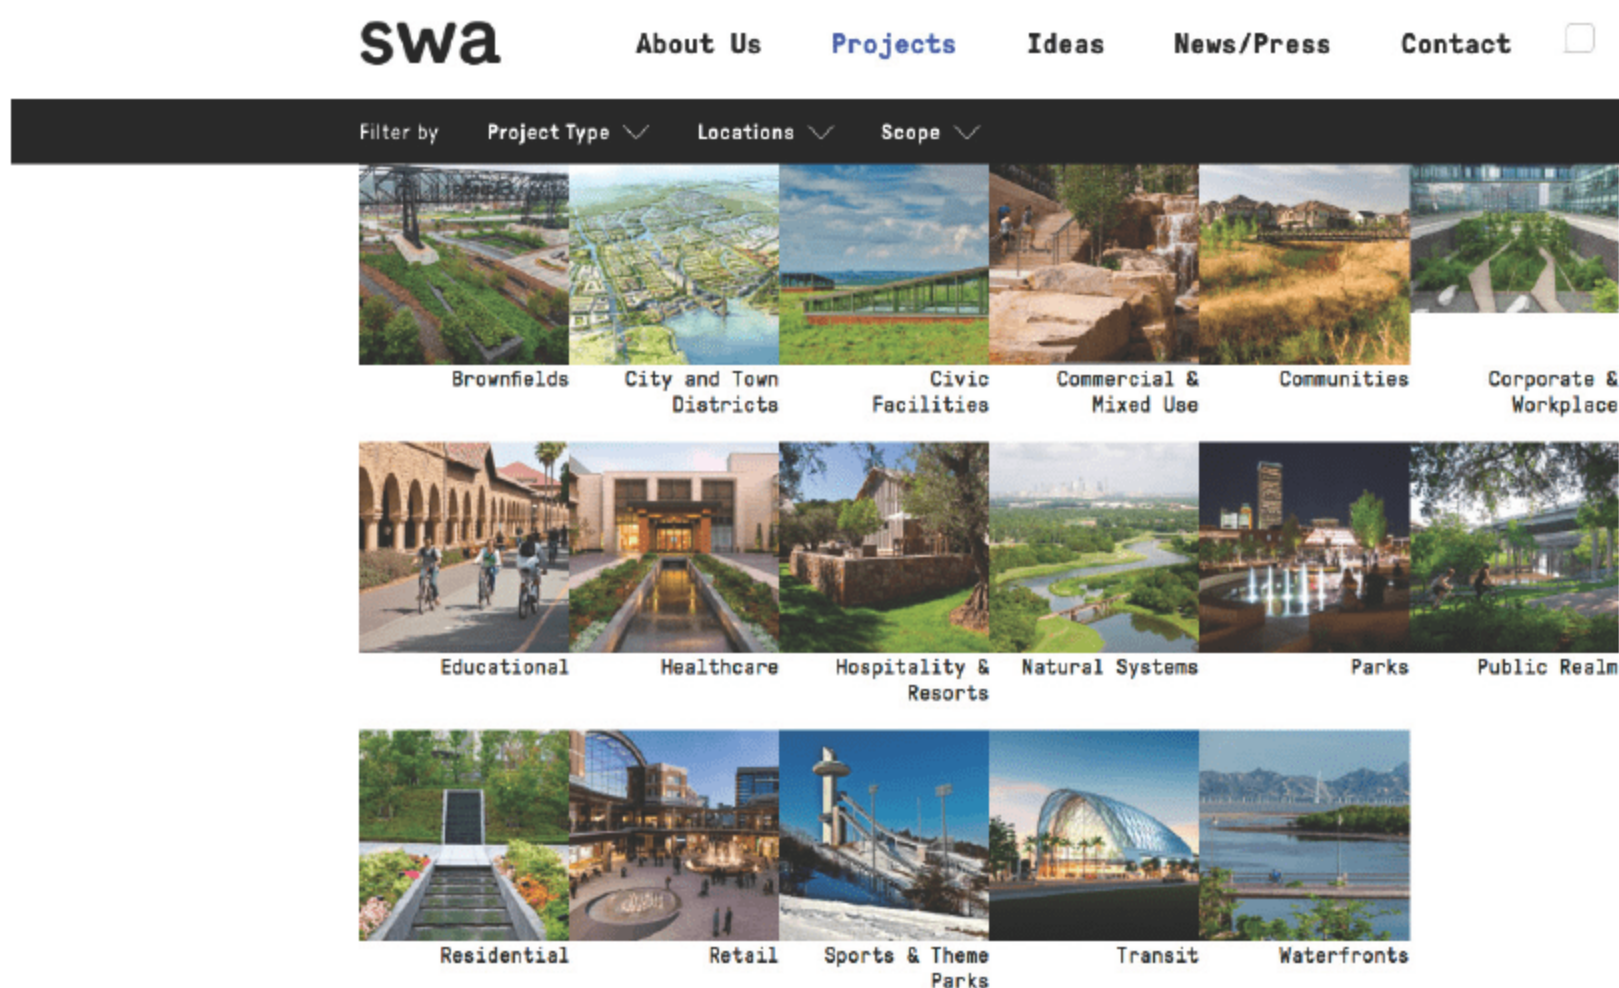 swa
About Us
Projects
Ideas
News/Press
Contact
Filter by
Project Type
Locations
Scope
Brownfields
City and Town
Districts
Civic
Facilities
Commercial &
Mixed Use
Communities
Corporate &
Workplace
Educational
Healthcare
Hospitality &
Resorts
Natural Systems
Parks
Public Realm
Residential
Retail
Sports & Theme
Parks
Transit
Waterfronts